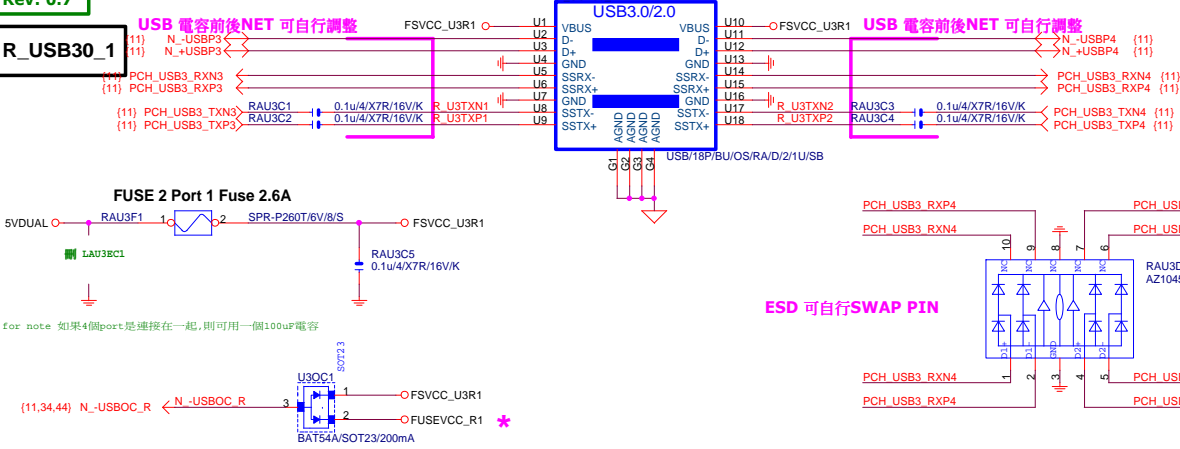 Rev: 0.7
R_USB30_1
USB 電容前後NET 可自行調整
FSVCC_U3R1
{11} N_-USBP3
{11} N_+USBP3
{11} PCH_USB3_RXN3
{11} PCH_USB3_RXP3
{11} PCH_USB3_TXN3
{11} PCH_USB3_TXP3
RAU3C1
RAU3C2
0.1u/4/X7R/16V/K
0.1u/4/X7R/16V/K
R_U3TXN1
R_U3TXP1
U1
U2
U3
U4
U5
U6
U7
U8
U9
USB3.0/2.0
VBUS
D-
D+
GND
SSRX-
SSRX+
GND
SSTX-
SSTX+
VBUS
D-
D+
GND
SSRX-
SSRX+
GND
SSTX-
SSTX+
AGND
AGND
AGND
AGND
G1
G2
G3
G4
U10
U11
U12
U13
U14
U15
U16
U17
U18
USB/18P/BU/OS/RA/D/2/1U/SB
FSVCC_U3R1
USB 電容前後NET 可自行調整
N_-USBP4 {11}
N_+USBP4 {11}
PCH_USB3_RXN4 {11}
PCH_USB3_RXP4 {11}
R_U3TXN2
R_U3TXP2
RAU3C3
RAU3C4
0.1u/4/X7R/16V/K
0.1u/4/X7R/16V/K
PCH_USB3_TXN4 {11}
PCH_USB3_TXP4 {11}
FUSE 2 Port 1 Fuse 2.6A
5VDUAL
RAU3F1
1
2
SPR-P260T/6V/8/S
FSVCC_U3R1
刪 LAU3EC1
RAU3C5
0.1u/4/X7R/16V/K
for note 如果4個port是連接在一起,則可用一個100uF電容
SOT23
U3OC1
{11,34,44} N_-USBOC_R
N_-USBOC_R
3
1
2
FSVCC_U3R1
FUSEVCC_R1 *
BAT54A/SOT23/200mA
ESD 可自行SWAP PIN
PCH_USB3_RXP4
PCH_USB3_RXN4
PCH_US
PCH_US
10
9
8
7
6
NC
NC
NC
NC
RAU3D
AZ1045
D1+
D1-
GND
D2+
D2-
1
2
3
4
5
PCH_USB3_RXN4
PCH_USB3_RXP4
PCH_US
PCH_US